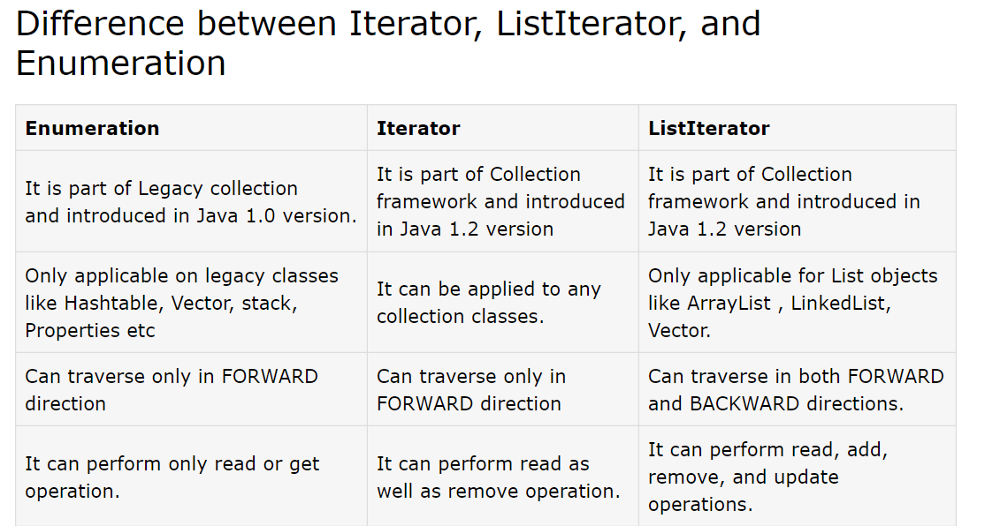 Difference between Iterator, ListIterator, and
Enumeration
Enumeration
Iterator
ListIterator
It is part of Legacy collection
and introduced in Java 1.0 version.
It is part of Collection
framework and introduced
in Java 1.2 version
It is part of Collection
framework and introduced in
Java 1.2 version
Only applicable on legacy classes
like Hashtable, Vector, stack,
Properties etc
It can be applied to any
collection classes.
Only applicable for List objects
like ArrayList , LinkedList,
Vector.
Can traverse only in FORWARD
direction
Can traverse only in
FORWARD direction
Can traverse in both FORWARD
and BACKWARD directions.
It can perform only read or get
operation.
It can perform read as
well as remove operation.
It can perform read, add,
remove, and update
operations.